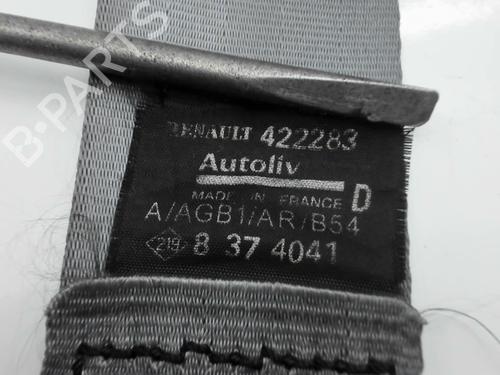 B-PARTS
RENAULT 422283
Autoliv
MADE IN FRANCE D
A/AGB1/AR/B54
219 8 37 4041